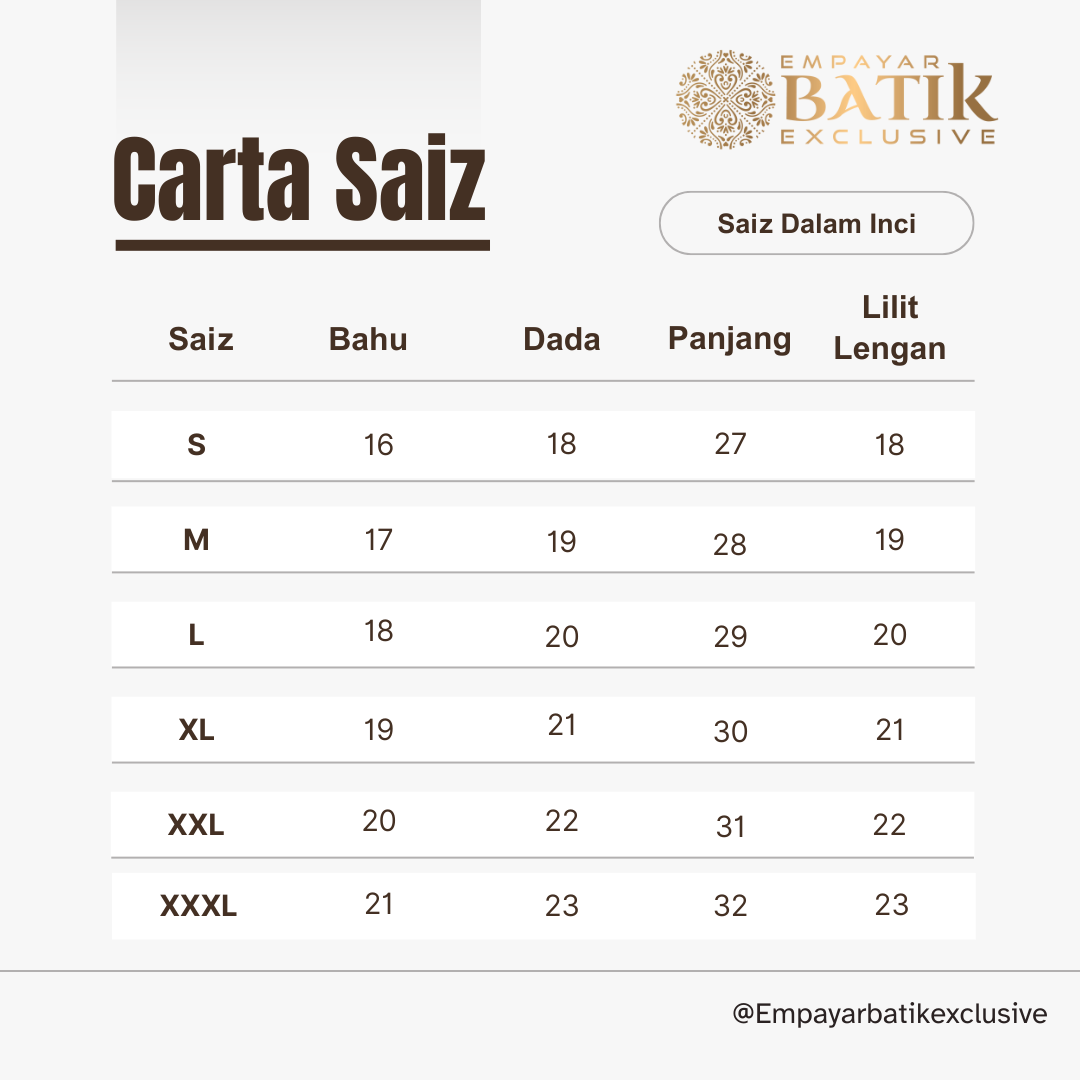 EMPAYAR
BATIK
EXCLUSIVE
Carta Saiz
Saiz Dalam Inci
Saiz Bahu Dada Panjang Lilit Lengan
S 16 18 27 18
M 17 19 28 19
L 18 20 29 20
XL 19 21 30 21
XXL 20 22 31 22
XXXL 21 23 32 23
@Empayarbatikexclusive